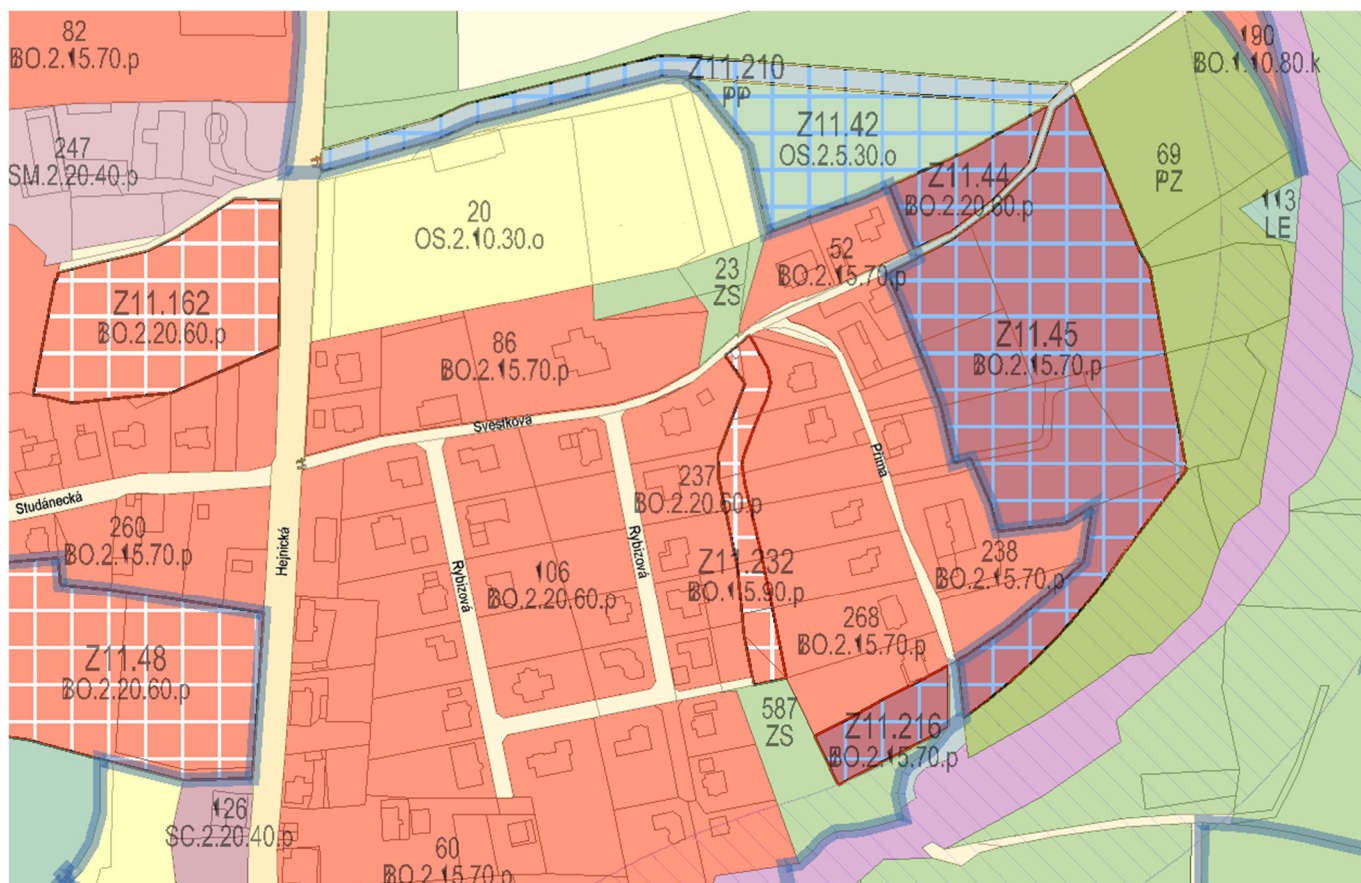 82
BO.2.15.70.p
190
BO.1.10.80.k
Z11.210
PP
Z11.42
OS.2.5.30.o
247
SM.2.20.40.p
69
PZ
Z11.44
BO.2.20.60.p
113
LE
20
OS.2.10.30.o
52
BO.2.15.70.p
23
ZS
Z11.162
BO.2.20.60.p
Z11.45
BO.2.15.70.p
86
BO.2.15.70.p
Švestková
Přímá
237
BO.2.20.60.p
Studánecká
260
BO.2.15.70.p
Hejnická
Rybízová
Rybízová
106
BO.2.20.60.p
Z11.232
BO.1.5.90.p
238
BO.2.15.70.p
268
BO.2.15.70.p
Z11.48
BO.2.20.60.p
587
ZS
Z11.216
BO.2.15.70.p
126
SC.2.20.40.p
60
BO.2.15.70.p